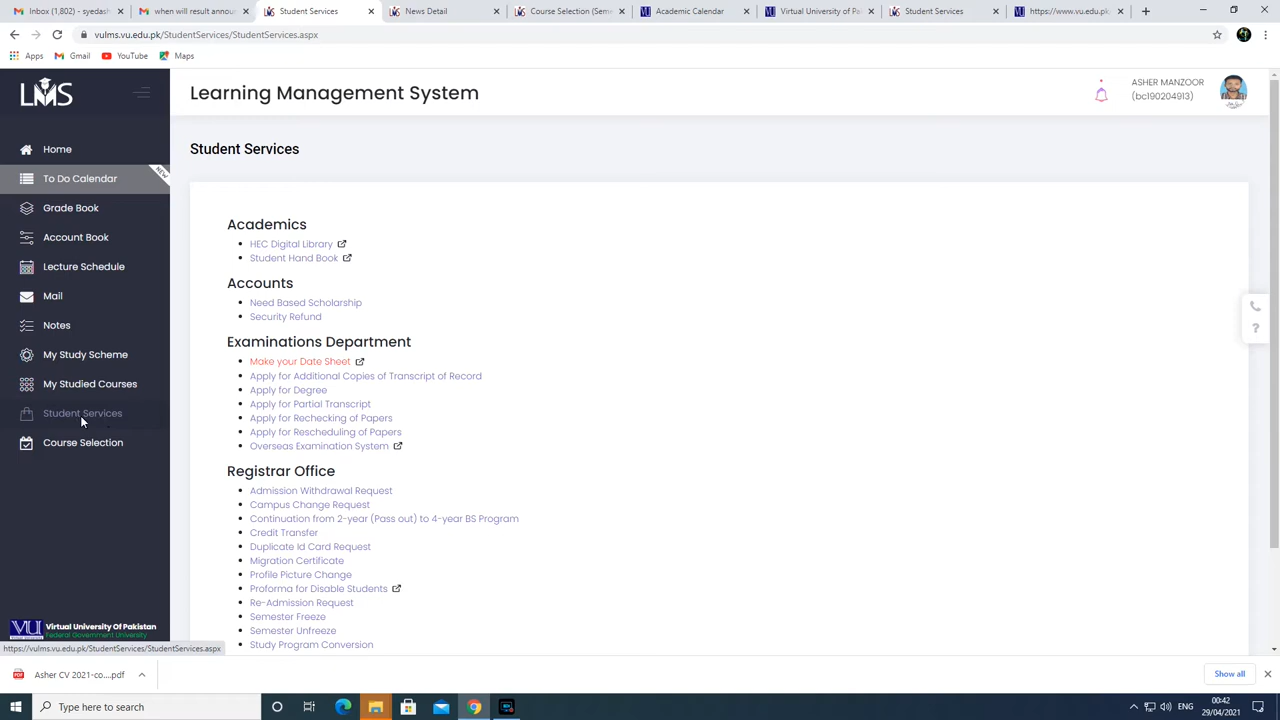 Inbox (1,802) - syedash
when will result annou
Student Services
News Detail
Course Selection (Seme
Academic Calendar
Virtual University of Pa
Student Services
https://www.vu.edu.pk
vulms.vu.edu.pk/StudentServices/StudentServices.aspx
Apps Gmail YouTube Maps
LMS
Learning Management System
ASHER MANZOOR
(bc190204913)
Home
To Do Calendar
NEW
Grade Book
Account Book
Lecture Schedule
Mail
Notes
My Study Scheme
My Studied Courses
Student Services
Course Selection
VU
Virtual University of Pakistan
Federal Government University
Student Services
Academics
HEC Digital Library
Student Hand Book
Accounts
Need Based Scholarship
Security Refund
Examinations Department
Make your Date Sheet
Apply for Additional Copies of Transcript of Record
Apply for Degree
Apply for Partial Transcript
Apply for Rechecking of Papers
Apply for Rescheduling of Papers
Overseas Examination System
Registrar Office
Admission Withdrawal Request
Campus Change Request
Continuation from 2-year (Pass out) to 4-year BS Program
Credit Transfer
Duplicate Id Card Request
Migration Certificate
Profile Picture Change
Proforma for Disable Students
Re-Admission Request
Semester Freeze
Semester Unfreeze
Study Program Conversion
https://vulms.vu.edu.pk/StudentServices/StudentServices.aspx
Asher CV 2021-co....pdf
Show all
Type here to search
ENG
00:42
29/04/2021